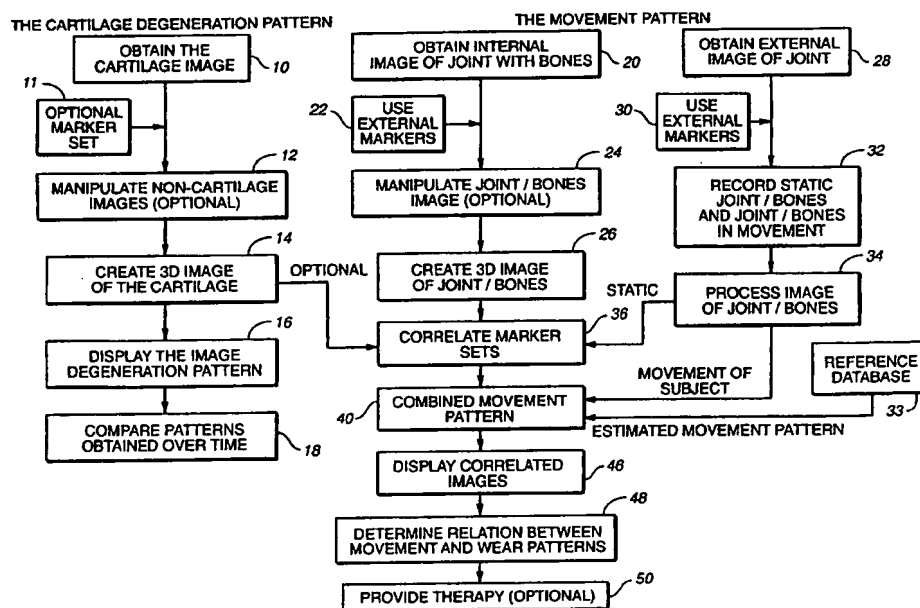 THE CARTILAGE DEGENERATION PATTERN
OBTAIN THE
CARTILAGE IMAGE
10
11
OPTIONAL
MARKER
SET
12
MANIPULATE NON-CARTILAGE
IMAGES (OPTIONAL)
14
CREATE 3D IMAGE
OF THE CARTILAGE
OPTIONAL
16
DISPLAY THE IMAGE
DEGENERATION PATTERN
COMPARE PATTERNS
OBTAINED OVER TIME
18
THE MOVEMENT PATTERN
OBTAIN INTERNAL
IMAGE OF JOINT WITH BONES
20
22
USE
EXTERNAL
MARKERS
24
MANIPULATE JOINT / BONES
IMAGE (OPTIONAL)
26
CREATE 3D IMAGE
OF JOINT / BONES
CORRELATE MARKER
SETS
36
40
COMBINED MOVEMENT
PATTERN
DISPLAY CORRELATED
IMAGES
46
48
DETERMINE RELATION BETWEEN
MOVEMENT AND WEAR PATTERNS
PROVIDE THERAPY (OPTIONAL)
50
OBTAIN EXTERNAL
IMAGE OF JOINT
28
30
USE
EXTERNAL
MARKERS
32
RECORD STATIC
JOINT / BONES
AND JOINT / BONES
IN MOVEMENT
34
PROCESS IMAGE
OF JOINT / BONES
STATIC
MOVEMENT OF
SUBJECT
REFERENCE
DATABASE
33
ESTIMATED MOVEMENT PATTERN